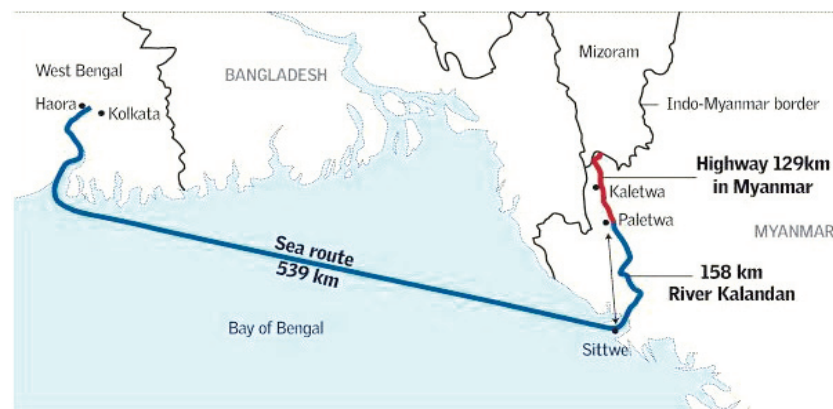 West Bengal
Haora
Kolkata
BANGLADESH
Mizoram
Indo-Myanmar border
Highway 129km
in Myanmar
Kaletwa
Paletwa
MYANMAR
Sea route
539 km
158 km
River Kalandan
Bay of Bengal
Sittwe